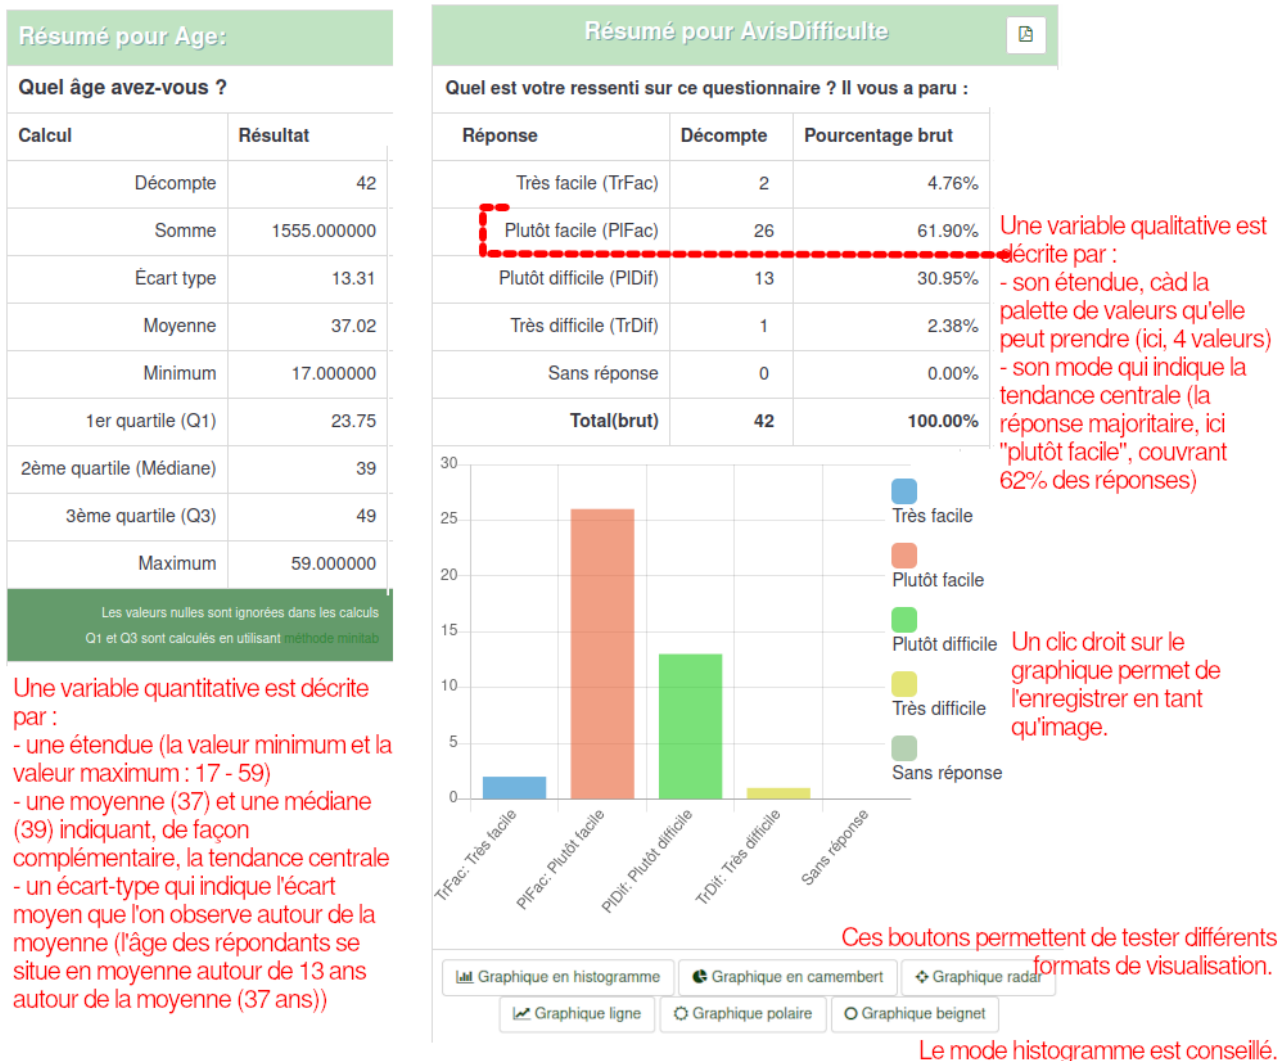 Résumé pour Age:
Quel âge avez-vous ?
Calcul Résultat
Décompte 42
Somme 1555.000000
Écart type 13.31
Moyenne 37.02
Minimum 17.000000
1er quartile (Q1) 23.75
2ème quartile (Médiane) 39
3ème quartile (Q3) 49
Maximum 59.000000
Les valeurs nulles sont ignorées dans les calculs
Q1 et Q3 sont calculés en utilisant méthode minitab
Une variable quantitative est décrite
par :
- une étendue (la valeur minimum et la
valeur maximum : 17 - 59)
- une moyenne (37) et une médiane
(39) indiquant, de façon
complémentaire, la tendance centrale
- un écart-type qui indique l'écart
moyen que l'on observe autour de la
moyenne (l'âge des répondants se
situe en moyenne autour de 13 ans
autour de la moyenne (37 ans))
Résumé pour AvisDifficulte
Quel est votre ressenti sur ce questionnaire ? Il vous a paru :
Réponse Décompte Pourcentage brut
Très facile (TrFac) 2 4.76%
Plutôt facile (PlFac) 26 61.90%
Plutôt difficile (PlDif) 13 30.95%
Très difficile (TrDif) 1 2.38%
Sans réponse 0 0.00%
Total(brut) 42 100.00%
Une variable qualitative est
décrite par :
- son étendue, càd la
palette de valeurs qu'elle
peut prendre (ici, 4 valeurs)
- son mode qui indique la
tendance centrale (la
réponse majoritaire, ici
"plutôt facile", couvrant
62% des réponses)
30
25
20
15
10
5
0
TrFac: Très facile
PlFac: Plutôt facile
PlDif: Plutôt difficile
TrDif: Très difficile
Sans réponse
Très facile
Plutôt facile
Plutôt difficile
Très difficile
Sans réponse
Un clic droit sur le
graphique permet de
l'enregistrer en tant
qu'image.
Ces boutons permettent de tester différents
formats de visualisation.
Graphique en histogramme
Graphique en camembert
Graphique radar
Graphique ligne
Graphique polaire
Graphique beignet
Le mode histogramme est conseillé.